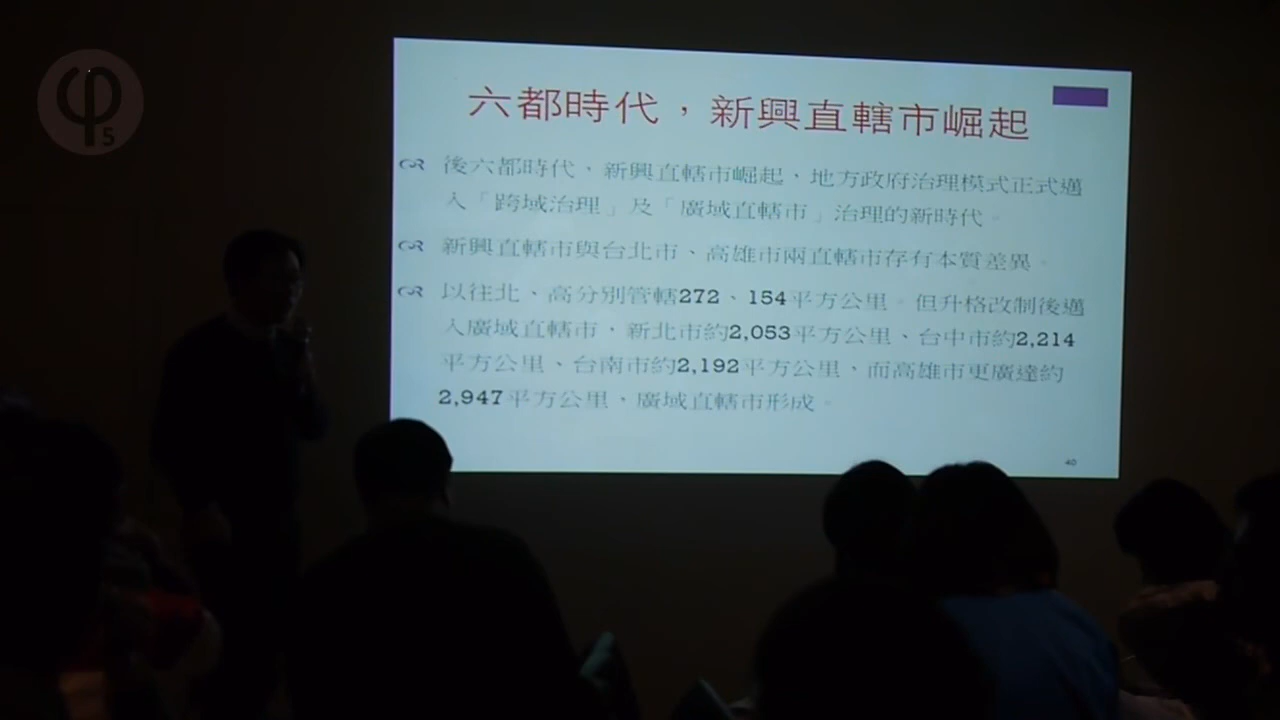 φ5
六都時代，新興直轄市崛起
後六都時代，新興直轄市崛起、地方政府治理模式正式邁
入「跨域治理」及「廣域直轄市」治理的新時代。
新興直轄市與台北市、高雄市兩直轄市存有本質差異。
以往北、高分別管轄272、154平方公里。但升格改制後邁
入廣域直轄市，新北市約2,053平方公里、台中市約2,214
平方公里、台南市約2,192平方公里，而高雄市更廣達約
2,947平方公里、廣域直轄市形成。
40